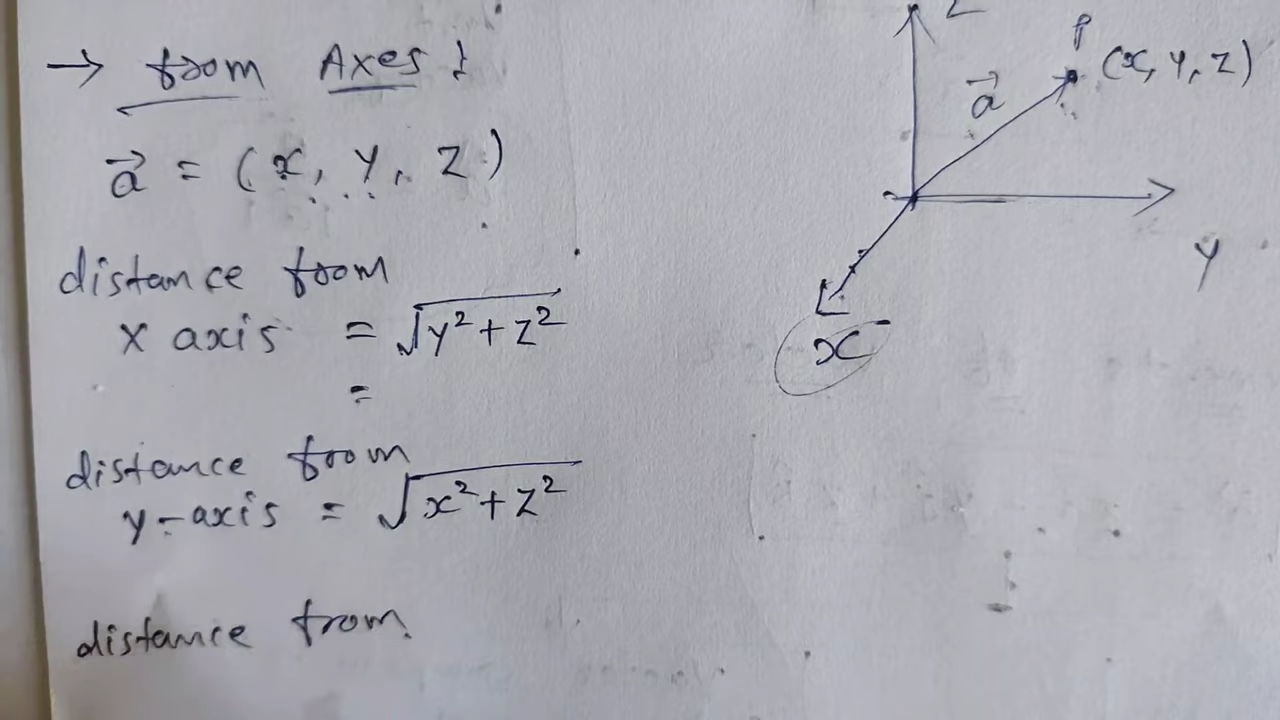 → from Axes :
a⃗ = (x, y, z)
distance from
x axis = √(y² + z²)
=
distance from
y-axis = √(x² + z²)
distance from
Z
P
(x, y, z)
a⃗
y
x